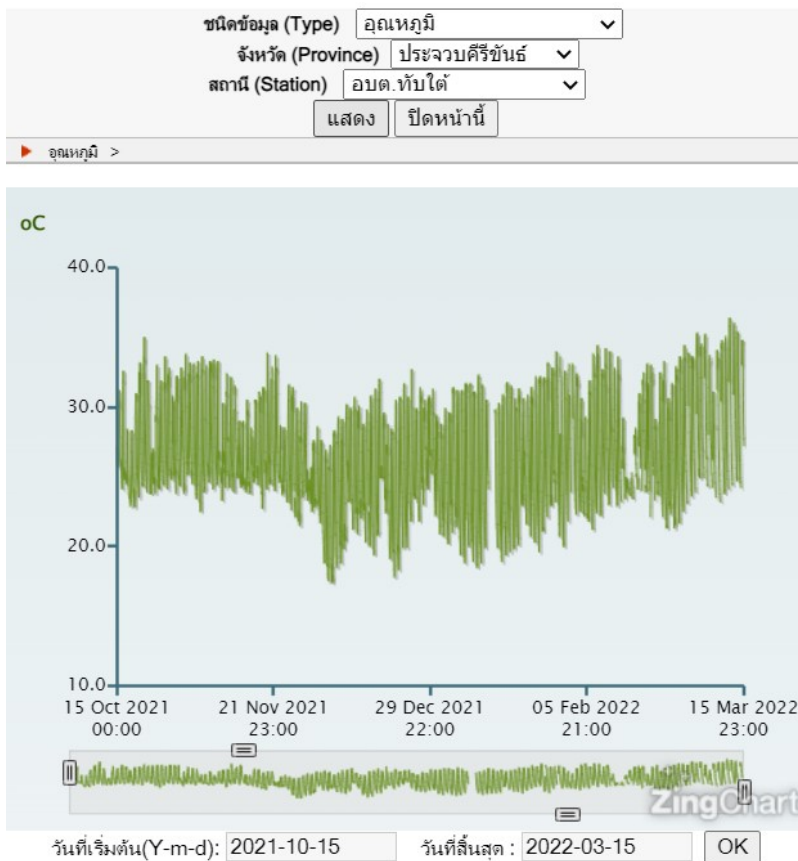 ชนิดข้อมูล (Type) อุณหภูมิ
จังหวัด (Province) ประจวบคีรีขันธ์
สถานี (Station) อบต.ทับใต้
แสดง ปิดหน้านี้
อุณหภูมิ >
oC
40.0
30.0
20.0
10.0
15 Oct 2021 21 Nov 2021 29 Dec 2021 05 Feb 2022 15 Mar 2022
00:00 23:00 22:00 21:00 23:00
ZingChart
วันที่เริ่มต้น(Y-m-d): 2021-10-15 วันที่สิ้นสุด : 2022-03-15 OK